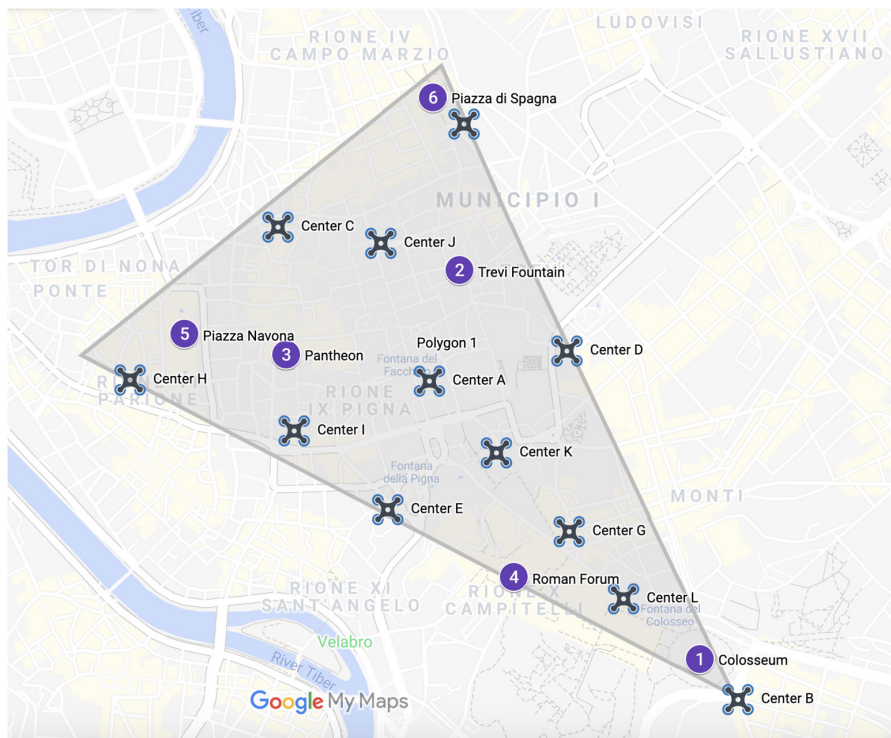 Tiber
RIONE IV
CAMPO MARZIO
LUDOVISI
RIONE XVII
SALLUSTIANO
6 Piazza di Spagna
MUNICIPIO I
Center C
Center J
TOR DI NONA
PONTE
2 Trevi Fountain
5 Piazza Navona
3 Pantheon
Polygon 1
Center D
Fontana del
Center H
Center A
PARIONE
RIONE
IX PIGNA
Center I
Center K
Fontana
della Pigna
MONTI
Center E
Center G
4 Roman Forum
RIONE XI
SANT'ANGELO
CAMPITELLI
Center L
Fontana del
Colosseo
Velabro
River Tiber
1 Colosseum
Center B
Google My Maps